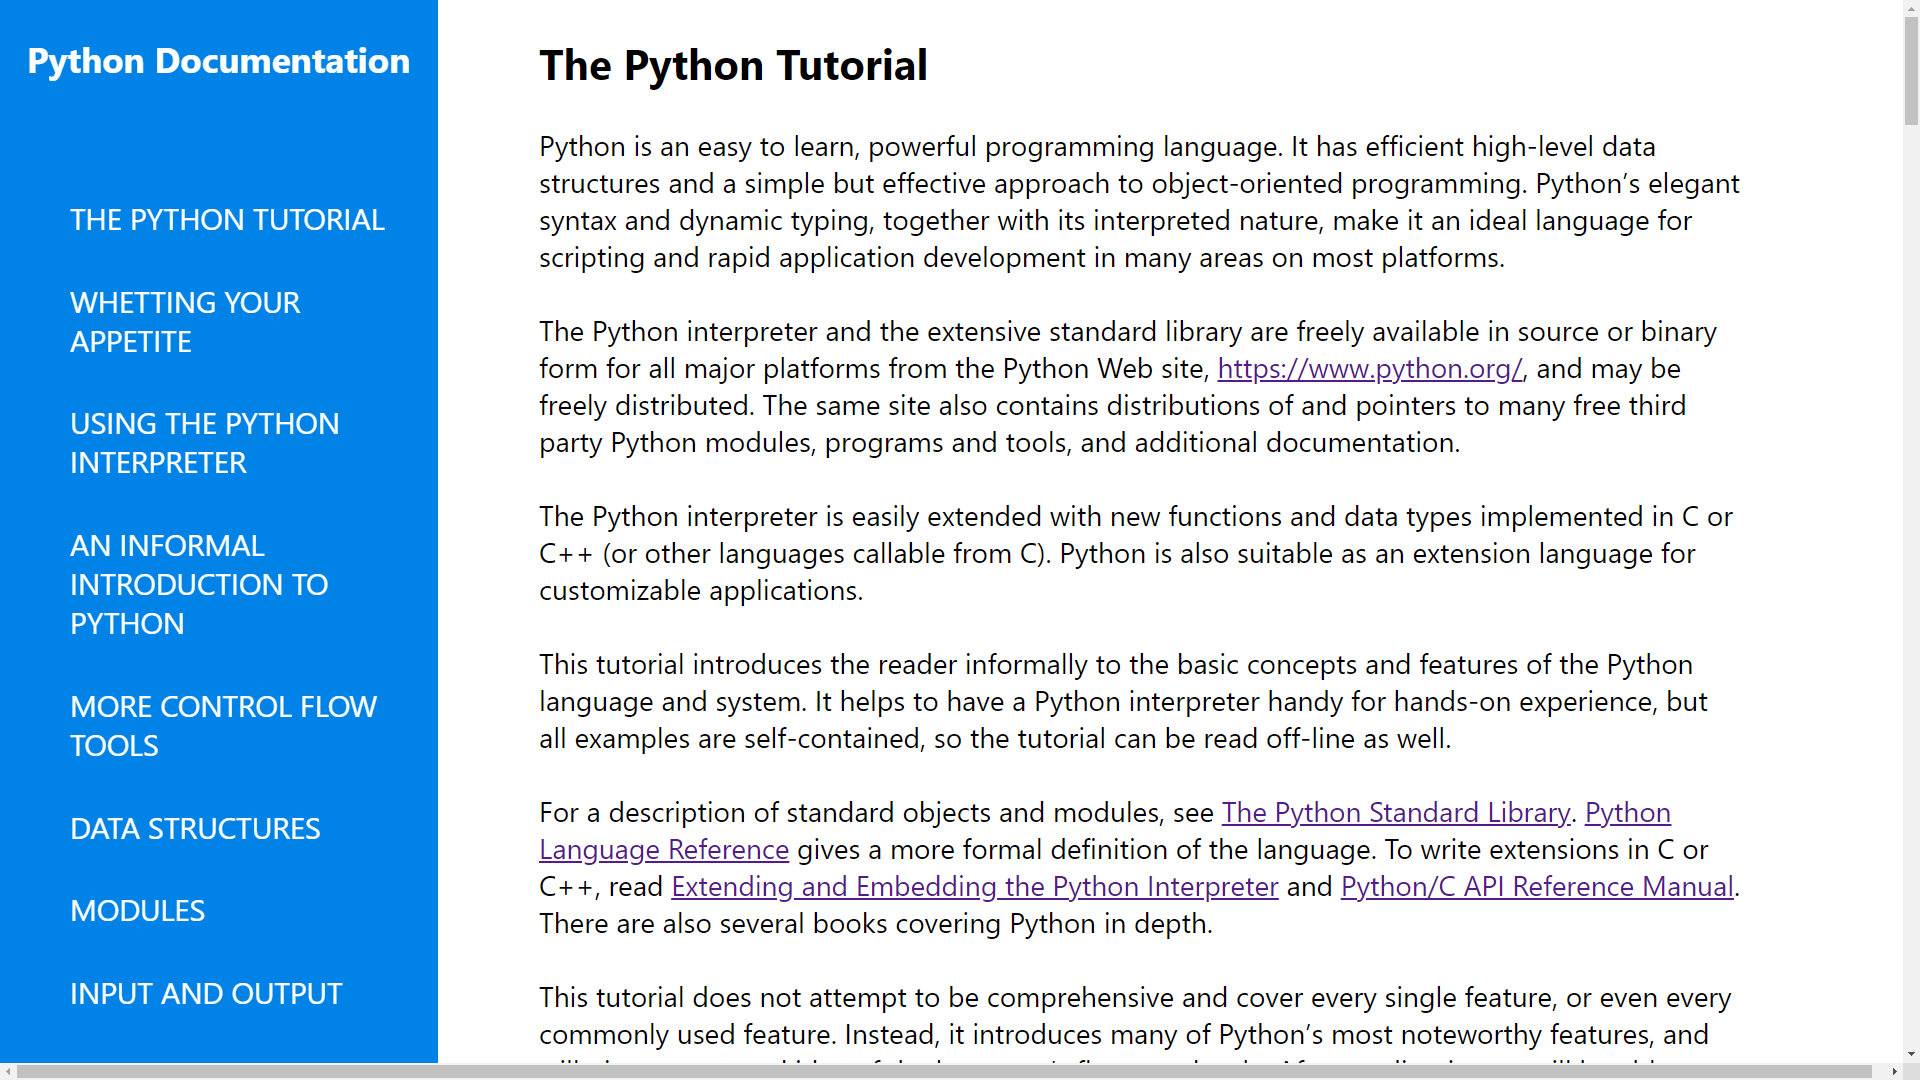 Python Documentation
THE PYTHON TUTORIAL
WHETTING YOUR
APPETITE
USING THE PYTHON
INTERPRETER
AN INFORMAL
INTRODUCTION TO
PYTHON
MORE CONTROL FLOW
TOOLS
DATA STRUCTURES
MODULES
INPUT AND OUTPUT
The Python Tutorial
Python is an easy to learn, powerful programming language. It has efficient high-level data
structures and a simple but effective approach to object-oriented programming. Python’s elegant
syntax and dynamic typing, together with its interpreted nature, make it an ideal language for
scripting and rapid application development in many areas on most platforms.
The Python interpreter and the extensive standard library are freely available in source or binary
form for all major platforms from the Python Web site, https://www.python.org/, and may be
freely distributed. The same site also contains distributions of and pointers to many free third
party Python modules, programs and tools, and additional documentation.
The Python interpreter is easily extended with new functions and data types implemented in C or
C++ (or other languages callable from C). Python is also suitable as an extension language for
customizable applications.
This tutorial introduces the reader informally to the basic concepts and features of the Python
language and system. It helps to have a Python interpreter handy for hands-on experience, but
all examples are self-contained, so the tutorial can be read off-line as well.
For a description of standard objects and modules, see The Python Standard Library. Python
Language Reference gives a more formal definition of the language. To write extensions in C or
C++, read Extending and Embedding the Python Interpreter and Python/C API Reference Manual.
There are also several books covering Python in depth.
This tutorial does not attempt to be comprehensive and cover every single feature, or even every
commonly used feature. Instead, it introduces many of Python’s most noteworthy features, and